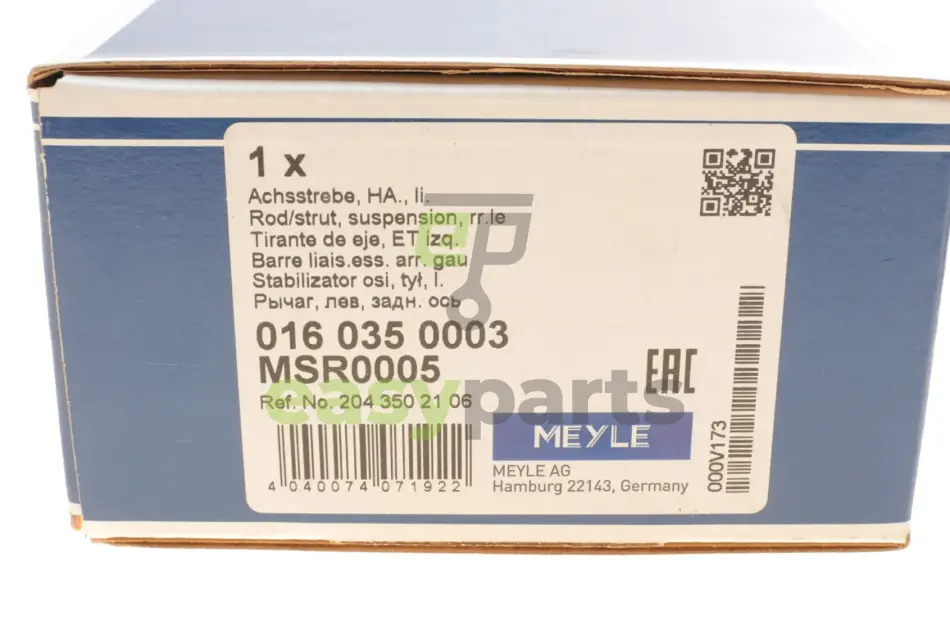 1 x
Achsstrebe, HA., li.
Rod/strut, suspension, rr.le
Tirante de eje, ET izq.
Barre liais.ess. arr. gau
Stabilizator osi, tył, l.
Рычаг, лев, задн. ось
016 035 0003
MSR0005
Ref. No. 204 350 21 06
4 040074 071922
EAC
MEYLE
MEYLE AG
Hamburg 22143, Germany
000V173
ep
easyparts